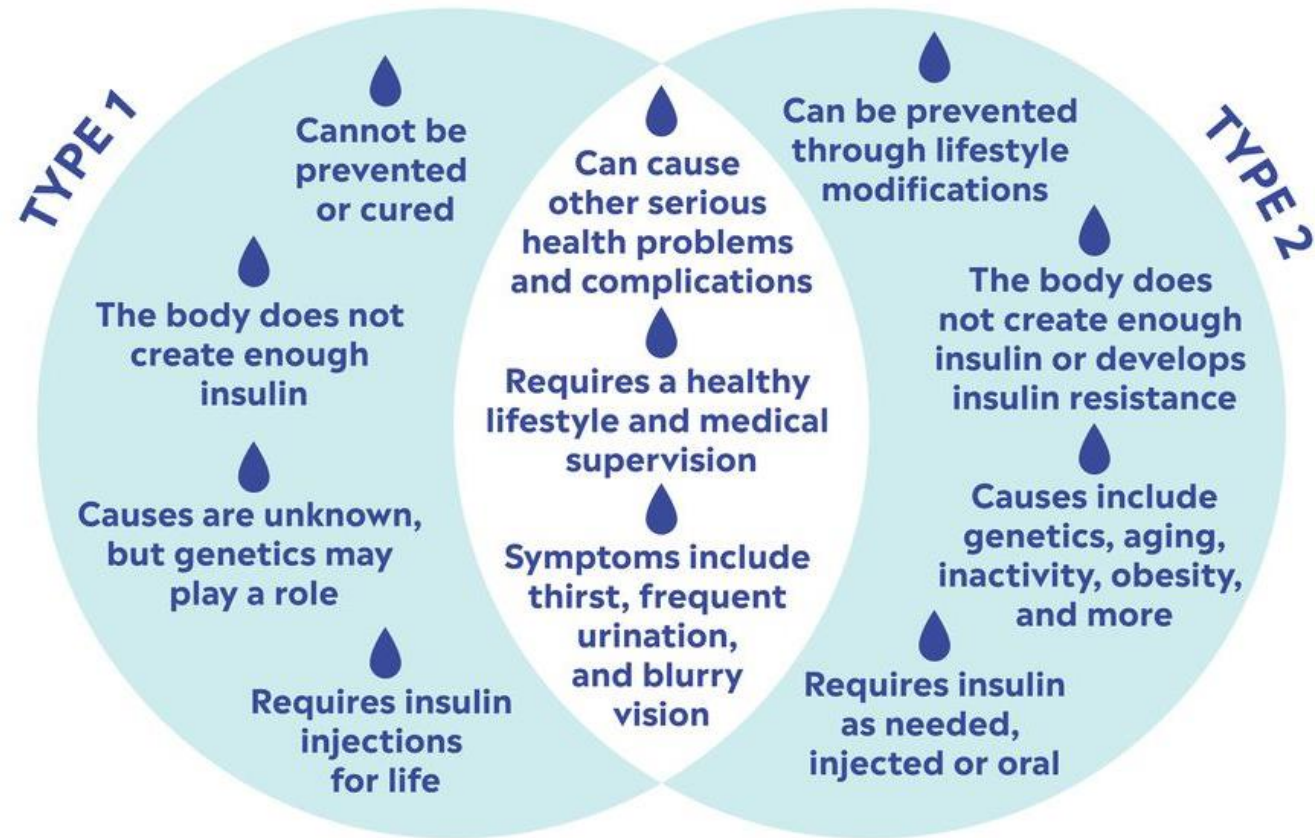 TYPE 1
Cannot be
prevented
or cured
The body does not
create enough
insulin
Causes are unknown,
but genetics may
play a role
Requires insulin
injections
for life
Can cause
other serious
health problems
and complications
Requires a healthy
lifestyle and medical
supervision
Symptoms include
thirst, frequent
urination,
and blurry
vision
TYPE 2
Can be prevented
through lifestyle
modifications
The body does
not create enough
insulin or develops
insulin resistance
Causes include
genetics, aging,
inactivity, obesity,
and more
Requires insulin
as needed,
injected or oral